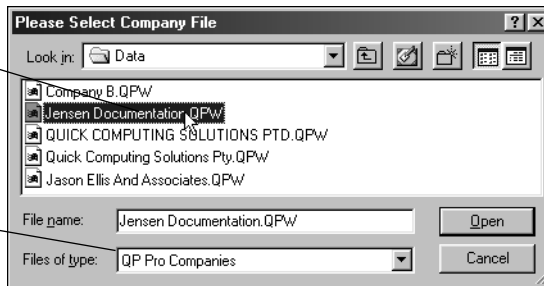 Please Select Company File
Look in: Data
Company B.QPW
Jensen Documentation.QPW
QUICK COMPUTING SOLUTIONS PTD.QPW
Quick Computing Solutions Pty.QPW
Jason Ellis And Associates.QPW
File name: Jensen Documentation.QPW Open
Files of type: QP Pro Companies Cancel